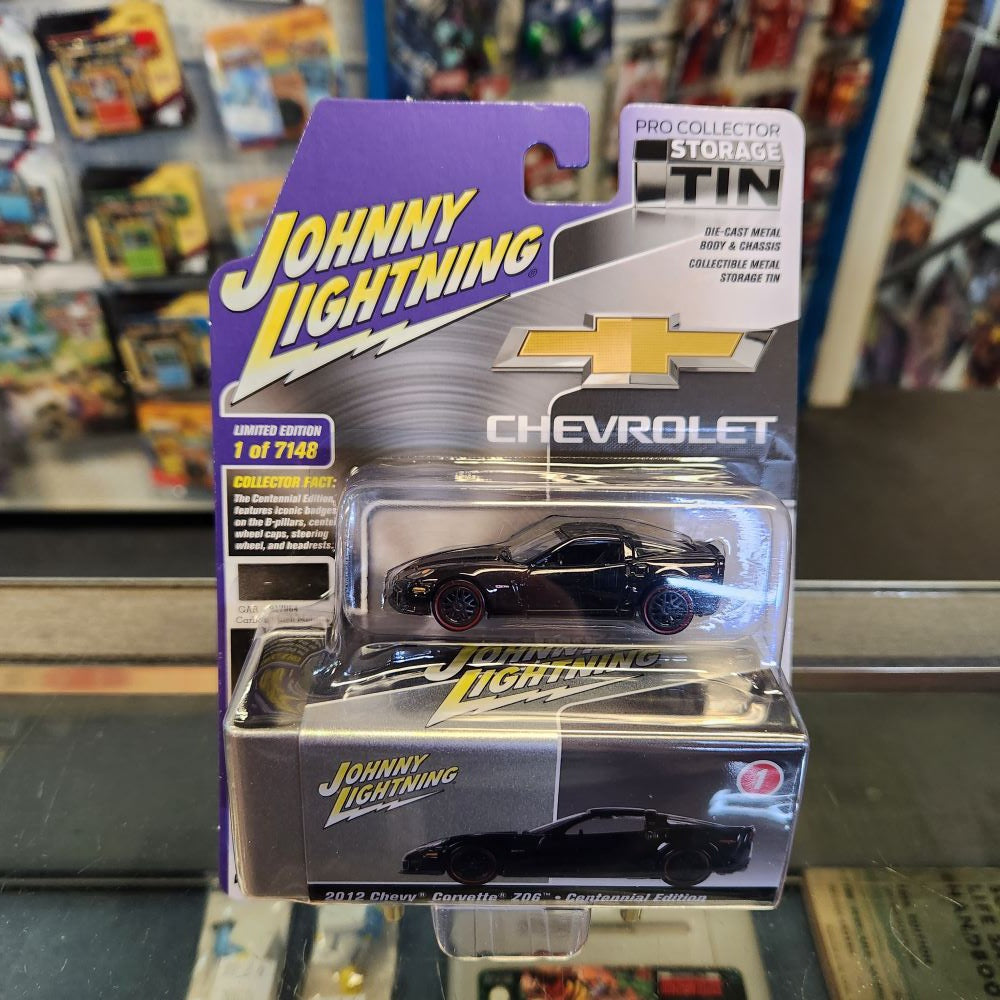 PRO COLLECTOR
STORAGE
TIN
DIE-CAST METAL
BODY & CHASSIS
COLLECTIBLE METAL
STORAGE TIN
JOHNNY
LIGHTNING®
CHEVROLET
LIMITED EDITION
1 of 7148
COLLECTOR FACT:
The Centennial Edition
features iconic badges
on the B-pillars, center
wheel caps, steering
wheel, and headrests.
JOHNNY
LIGHTNING
JOHNNY
LIGHTNING
1
2012 Chevy® Corvette® Z06™ • Centennial Edition